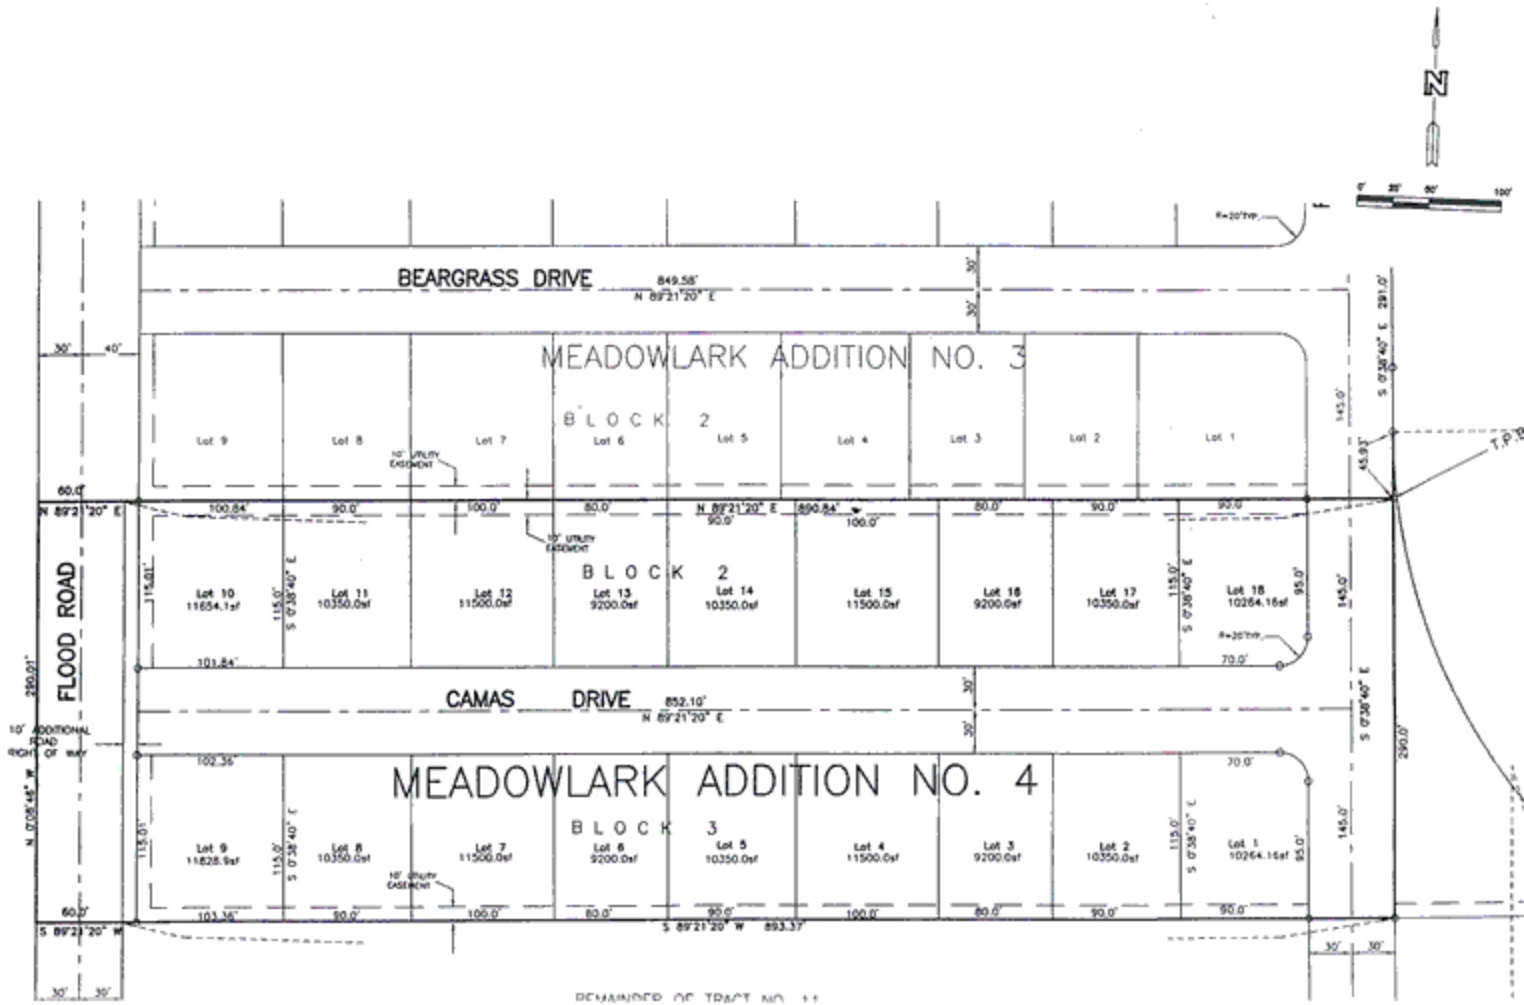 N
0' 20' 60' 100'
R=20'TYP.
BEARGRASS DRIVE 849.58'
N 89°21'20" E
30'
30'
S 0°38'40" E 291.0'
30' 40'
MEADOWLARK ADDITION NO. 3
BLOCK 2
145.0'
Lot 9 Lot 8 Lot 7 Lot 6 Lot 5 Lot 4 Lot 3 Lot 2 Lot 1
10' UTILITY
EASEMENT
45.93'
T.P.B
60.0'
N 89°21'20" E
100.84' 90.0' 100.0' 80.0' N 89°21'20" E 890.84' 80.0' 90.0' 90.0'
90.0' 100.0'
10' UTILITY
EASEMENT
BLOCK 2
FLOOD ROAD
115.01'
115.0'
S 0°38'40" E
Lot 10
11654.1sf
Lot 11
10350.0sf
Lot 12
11500.0sf
Lot 13
9200.0sf
Lot 14
10350.0sf
Lot 15
11500.0sf
Lot 16
9200.0sf
Lot 17
10350.0sf
115.0'
S 0°38'40" E
Lot 18
10264.16sf
95.0'
145.0'
R=20'TYP.
101.84'
70.0'
290.01'
CAMAS DRIVE 852.10'
N 89°21'20" E
30'
30'
S 0°38'40" E
290.0'
10' ADDITIONAL
ROAD
RIGHT OF WAY
N 0°08'46" W
102.36'
70.0'
MEADOWLARK ADDITION NO. 4
BLOCK 3
115.01'
115.0'
S 0°38'40" E
Lot 9
11828.9sf
Lot 8
10350.0sf
Lot 7
11500.0sf
Lot 6
9200.0sf
Lot 5
10350.0sf
Lot 4
11500.0sf
Lot 3
9200.0sf
Lot 2
10350.0sf
115.0'
S 0°38'40" E
Lot 1
10264.16sf
95.0'
145.0'
10' UTILITY
EASEMENT
60.0'
S 89°21'20" W
103.36' 90.0' 100.0' 80.0' 90.0' 100.0' 80.0' 90.0' 90.0'
S 89°21'20" W 893.37'
30' 30'
30' 30'
REMAINDER OF TRACT NO. 11